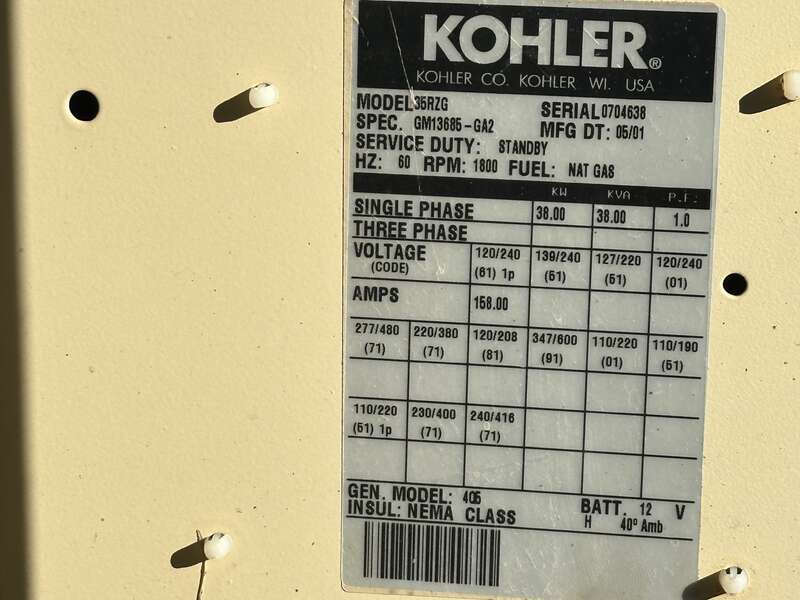 KOHLER®
KOHLER CO. KOHLER WI. USA
MODEL 35RZG SERIAL 0704638
SPEC. GM13685-GA2 MFG DT: 05/01
SERVICE DUTY: STANDBY
HZ: 60 RPM: 1800 FUEL: NAT GAS
KW KVA P.F.
SINGLE PHASE 38.00 38.00 1.0
THREE PHASE
VOLTAGE 120/240 139/240 127/220 120/240
(CODE) (61) 1p (51) (51) (01)
AMPS 158.00
277/480 220/380 120/208 347/600 110/220 110/190
(71) (71) (81) (91) (01) (51)
110/220 230/400 240/416
(51) 1p (71) (71)
GEN. MODEL: 405 BATT. 12 V
INSUL: NEMA CLASS H 40° Amb